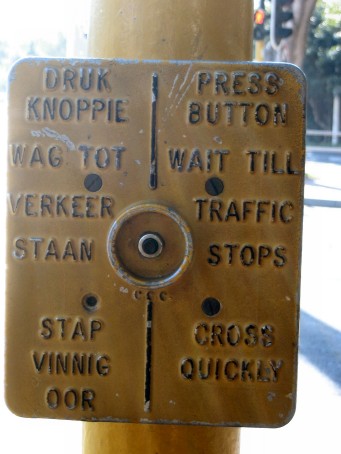 DRUK
KNOPPIE
WAG TOT
VERKEER
STAAN
STAP
VINNIG
OOR
PRESS
BUTTON
WAIT TILL
TRAFFIC
STOPS
CROSS
QUICKLY